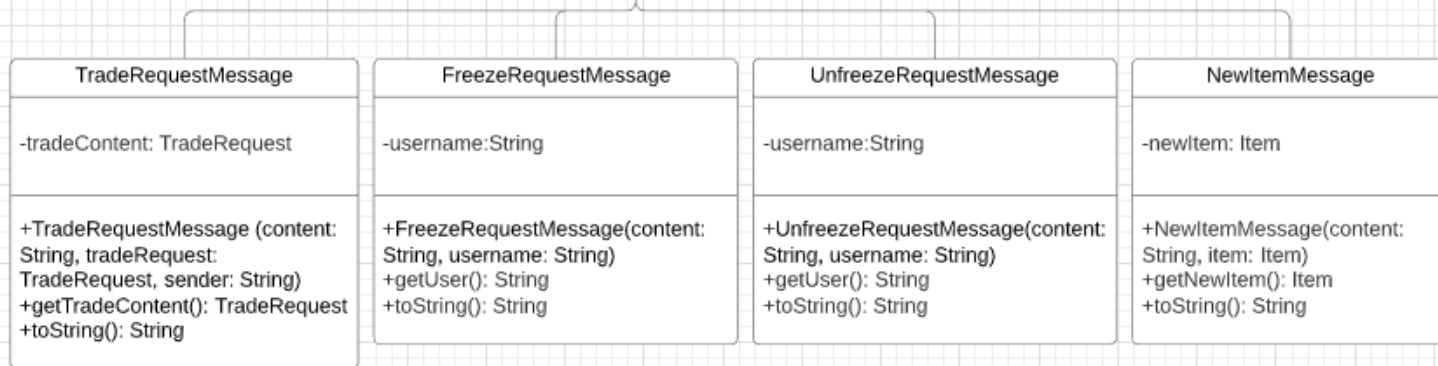 TradeRequestMessage
-tradeContent: TradeRequest
+TradeRequestMessage (content:
String, tradeRequest:
TradeRequest, sender: String)
+getTradeContent(): TradeRequest
+toString(): String
FreezeRequestMessage
-username:String
+FreezeRequestMessage(content:
String, username: String)
+getUser(): String
+toString(): String
UnfreezeRequestMessage
-username:String
+UnfreezeRequestMessage(content:
String, username: String)
+getUser(): String
+toString(): String
NewItemMessage
-newItem: Item
+NewItemMessage(content:
String, item: Item)
+getNewItem(): Item
+toString(): String